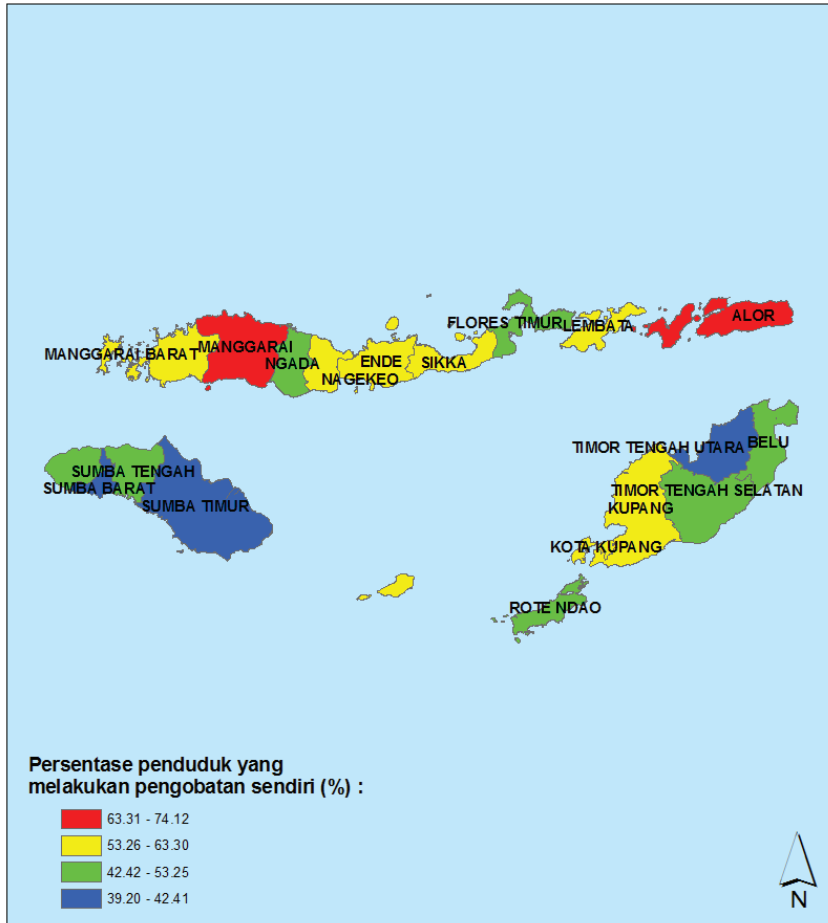 FLORES TIMUR
LEMBATA
ALOR
MANGGARAI BARAT
MANGGARAI
NGADA
ENDE
NAGEKEO
SIKKA
TIMOR TENGAH UTARA
BELU
SUMBA TENGAH
SUMBA BARAT
SUMBA TIMUR
TIMOR TENGAH SELATAN
KUPANG
KOTA KUPANG
ROTE NDAO
Persentase penduduk yang
melakukan pengobatan sendiri (%) :
63.31 - 74.12
53.26 - 63.30
42.42 - 53.25
39.20 - 42.41
N